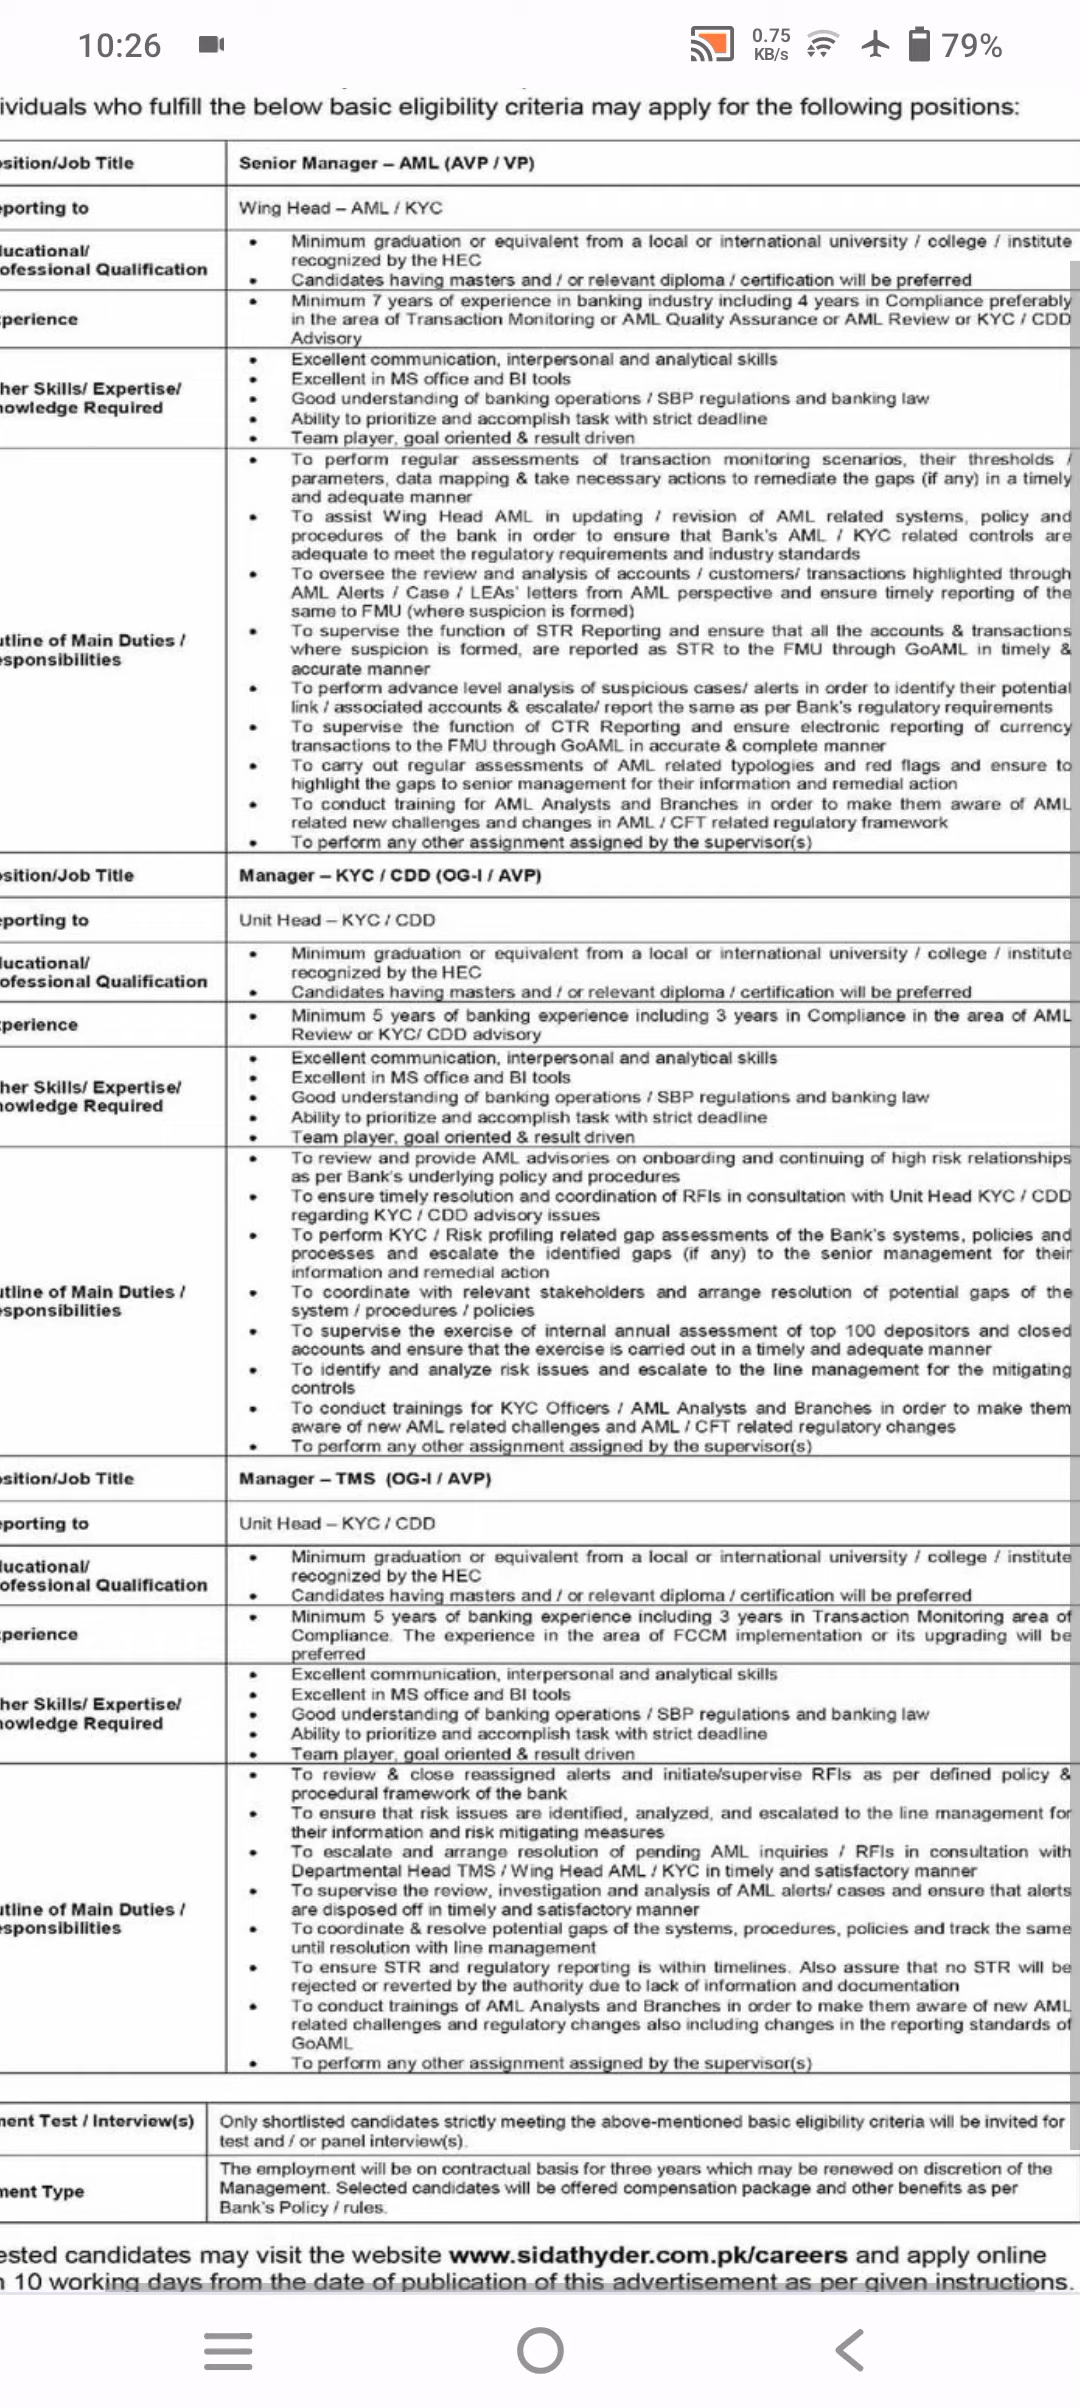 10:26
0.75
KB/s
79%
ividuals who fulfill the below basic eligibility criteria may apply for the following positions:
sition/Job Title
Senior Manager – AML (AVP / VP)
porting to
Wing Head – AML / KYC
lucational/
ofessional Qualification
• Minimum graduation or equivalent from a local or international university / college / institute
recognized by the HEC
• Candidates having masters and / or relevant diploma / certification will be preferred
perience
• Minimum 7 years of experience in banking industry including 4 years in Compliance preferably
in the area of Transaction Monitoring or AML Quality Assurance or AML Review or KYC / CDD
Advisory
her Skills/ Expertise/
nowledge Required
• Excellent communication, interpersonal and analytical skills
• Excellent in MS office and BI tools
• Good understanding of banking operations / SBP regulations and banking law
• Ability to prioritize and accomplish task with strict deadline
• Team player, goal oriented & result driven
utline of Main Duties /
sponsibilities
• To perform regular assessments of transaction monitoring scenarios, their thresholds /
parameters, data mapping & take necessary actions to remediate the gaps (if any) in a timely
and adequate manner
• To assist Wing Head AML in updating / revision of AML related systems, policy and
procedures of the bank in order to ensure that Bank's AML / KYC related controls are
adequate to meet the regulatory requirements and industry standards
• To oversee the review and analysis of accounts / customers/ transactions highlighted through
AML Alerts / Case / LEAs' letters from AML perspective and ensure timely reporting of the
same to FMU (where suspicion is formed)
• To supervise the function of STR Reporting and ensure that all the accounts & transactions
where suspicion is formed, are reported as STR to the FMU through GoAML in timely &
accurate manner
• To perform advance level analysis of suspicious cases/ alerts in order to identify their potential
link / associated accounts & escalate/ report the same as per Bank's regulatory requirements
• To supervise the function of CTR Reporting and ensure electronic reporting of currency
transactions to the FMU through GoAML in accurate & complete manner
• To carry out regular assessments of AML related typologies and red flags and ensure to
highlight the gaps to senior management for their information and remedial action
• To conduct training for AML Analysts and Branches in order to make them aware of AML
related new challenges and changes in AML / CFT related regulatory framework
• To perform any other assignment assigned by the supervisor(s)
sition/Job Title
Manager – KYC / CDD (OG-I / AVP)
porting to
Unit Head – KYC / CDD
lucational/
ofessional Qualification
• Minimum graduation or equivalent from a local or international university / college / institute
recognized by the HEC
• Candidates having masters and / or relevant diploma / certification will be preferred
perience
• Minimum 5 years of banking experience including 3 years in Compliance in the area of AML
Review or KYC/ CDD advisory
her Skills/ Expertise/
nowledge Required
• Excellent communication, interpersonal and analytical skills
• Excellent in MS office and BI tools
• Good understanding of banking operations / SBP regulations and banking law
• Ability to prioritize and accomplish task with strict deadline
• Team player, goal oriented & result driven
utline of Main Duties /
sponsibilities
• To review and provide AML advisories on onboarding and continuing of high risk relationships
as per Bank's underlying policy and procedures
• To ensure timely resolution and coordination of RFIs in consultation with Unit Head KYC / CDD
regarding KYC / CDD advisory issues
• To perform KYC / Risk profiling related gap assessments of the Bank's systems, policies and
processes and escalate the identified gaps (if any) to the senior management for their
information and remedial action
• To coordinate with relevant stakeholders and arrange resolution of potential gaps of the
system / procedures / policies
• To supervise the exercise of internal annual assessment of top 100 depositors and closed
accounts and ensure that the exercise is carried out in a timely and adequate manner
• To identify and analyze risk issues and escalate to the line management for the mitigating
controls
• To conduct trainings for KYC Officers / AML Analysts and Branches in order to make them
aware of new AML related challenges and AML / CFT related regulatory changes
• To perform any other assignment assigned by the supervisor(s)
sition/Job Title
Manager – TMS (OG-I / AVP)
porting to
Unit Head – KYC / CDD
lucational/
ofessional Qualification
• Minimum graduation or equivalent from a local or international university / college / institute
recognized by the HEC
• Candidates having masters and / or relevant diploma / certification will be preferred
perience
• Minimum 5 years of banking experience including 3 years in Transaction Monitoring area of
Compliance. The experience in the area of FCCM implementation or its upgrading will be
preferred
her Skills/ Expertise/
nowledge Required
• Excellent communication, interpersonal and analytical skills
• Excellent in MS office and BI tools
• Good understanding of banking operations / SBP regulations and banking law
• Ability to prioritize and accomplish task with strict deadline
• Team player, goal oriented & result driven
utline of Main Duties /
sponsibilities
• To review & close reassigned alerts and initiate/supervise RFIs as per defined policy &
procedural framework of the bank
• To ensure that risk issues are identified, analyzed, and escalated to the line management for
their information and risk mitigating measures
• To escalate and arrange resolution of pending AML inquiries / RFIs in consultation with
Departmental Head TMS / Wing Head AML / KYC in timely and satisfactory manner
• To supervise the review, investigation and analysis of AML alerts/ cases and ensure that alerts
are disposed off in timely and satisfactory manner
• To coordinate & resolve potential gaps of the systems, procedures, policies and track the same
until resolution with line management
• To ensure STR and regulatory reporting is within timelines. Also assure that no STR will be
rejected or reverted by the authority due to lack of information and documentation
• To conduct trainings of AML Analysts and Branches in order to make them aware of new AML
related challenges and regulatory changes also including changes in the reporting standards of
GoAML
• To perform any other assignment assigned by the supervisor(s)
nent Test / Interview(s)
Only shortlisted candidates strictly meeting the above-mentioned basic eligibility criteria will be invited for
test and / or panel interview(s).
nent Type
The employment will be on contractual basis for three years which may be renewed on discretion of the
Management. Selected candidates will be offered compensation package and other benefits as per
Bank's Policy / rules.
ested candidates may visit the website www.sidathyder.com.pk/careers and apply online
n 10 working days from the date of publication of this advertisement as per given instructions.